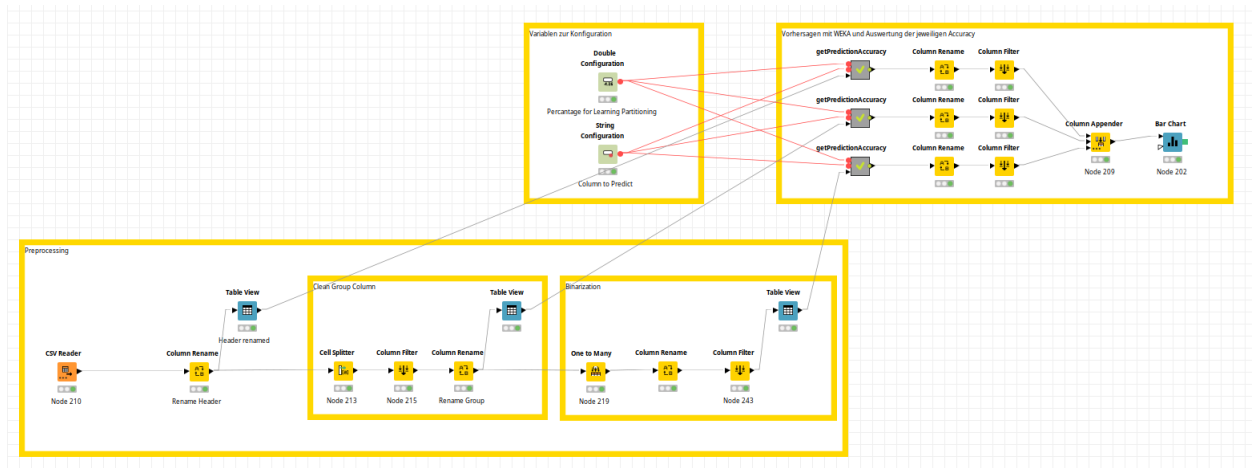 Variablen zur Konfiguration
Double
Configuration
Percentage for Learning Partitioning
String
Configuration
Column to Predict
Vorhersagen mit WEKA und Auswertung der jeweiligen Accuracy
getPredictionAccuracy
Column Rename
Column Filter
getPredictionAccuracy
Column Rename
Column Filter
getPredictionAccuracy
Column Rename
Column Filter
Column Appender
Node 209
Bar Chart
Node 202
Preprocessing
CSV Reader
Node 210
Column Rename
Rename Header
Table View
Header renamed
Clean Group Column
Cell Splitter
Node 213
Column Filter
Node 215
Column Rename
Rename Group
Table View
Binarization
One to Many
Node 219
Column Rename
Column Filter
Node 243
Table View